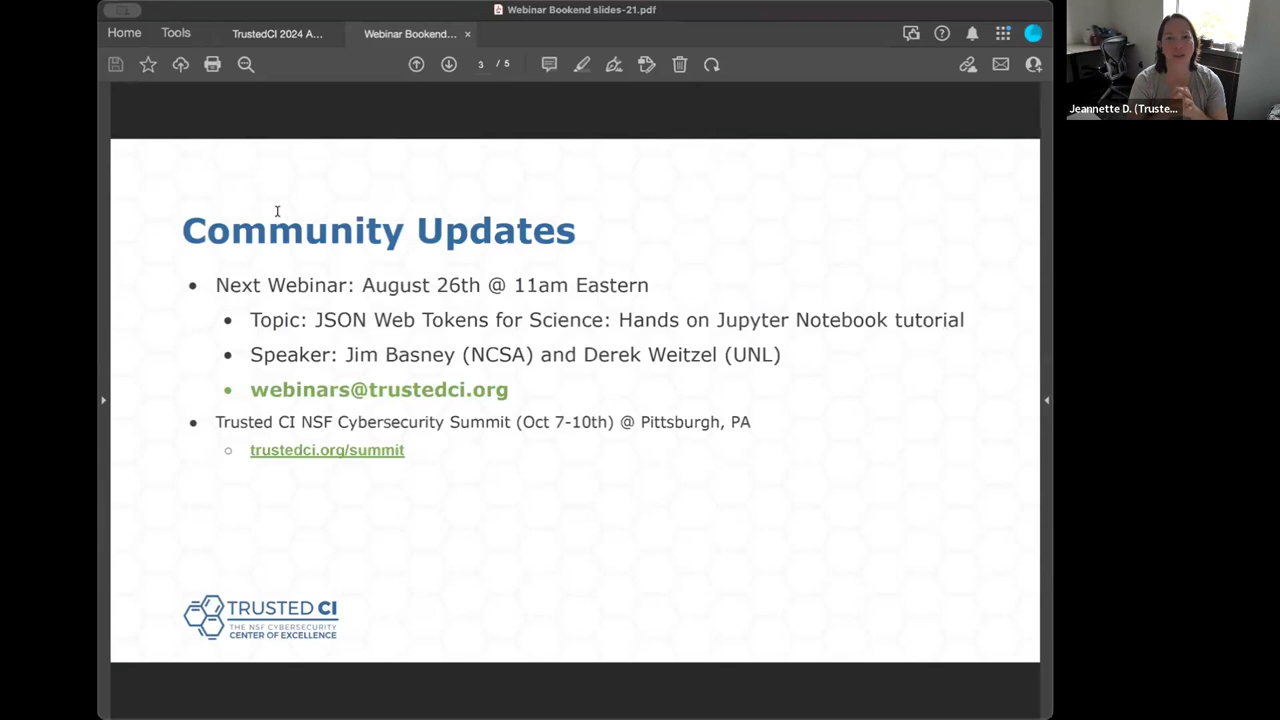 Webinar Bookend slides-21.pdf
Home
Tools
TrustedCI 2024 A...
Webinar Bookend...
3 / 5
Jeannette D. (Truste...
Community Updates
• Next Webinar: August 26th @ 11am Eastern
• Topic: JSON Web Tokens for Science: Hands on Jupyter Notebook tutorial
• Speaker: Jim Basney (NCSA) and Derek Weitzel (UNL)
• webinars@trustedci.org
• Trusted CI NSF Cybersecurity Summit (Oct 7-10th) @ Pittsburgh, PA
○ trustedci.org/summit
TRUSTED CI
THE NSF CYBERSECURITY
CENTER OF EXCELLENCE